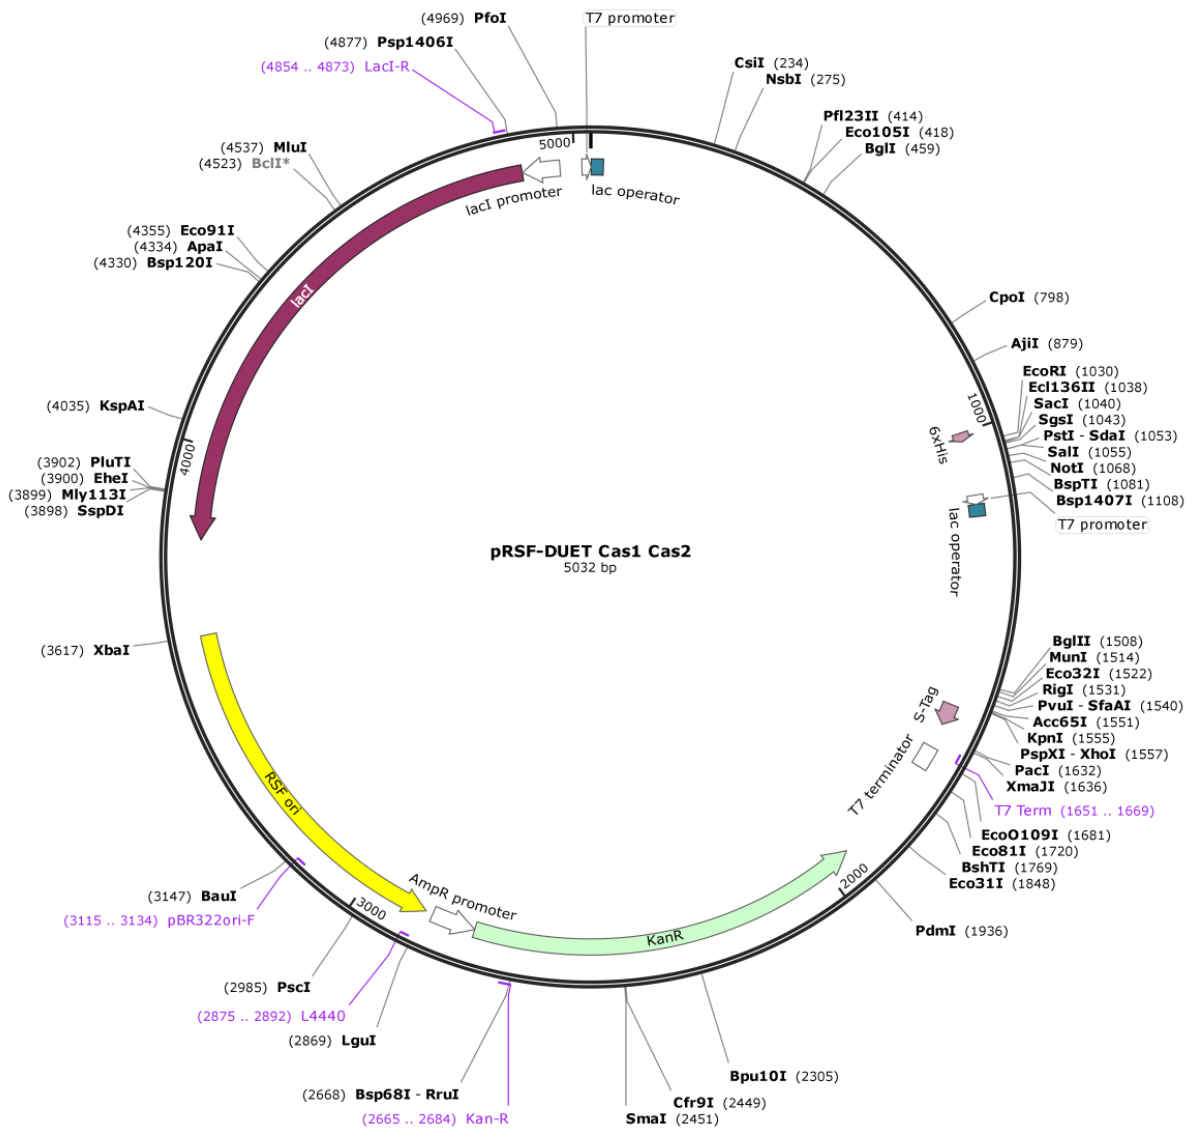 (4969) PfoI
T7 promoter
(4877) Psp1406I
(4854 .. 4873) LacI-R
CsiI (234)
NsbI (275)
Pfl23II (414)
Eco105I (418)
BglI (459)
5000
(4537) MluI
(4523) BclI*
lacI promoter
lac operator
(4355) Eco91I
(4334) ApaI
(4330) Bsp120I
lacI
CpoI (798)
AjiI (879)
EcoRI (1030)
Ecl136II (1038)
SacI (1040)
SgsI (1043)
PstI - SdaI (1053)
SalI (1055)
NotI (1068)
BspTI (1081)
Bsp1407I (1108)
T7 promoter
1000
6xHis
lac operator
(4035) KspAI
4000
(3902) PluTI
(3900) EheI
(3899) Mly113I
(3898) SspDI
pRSF-DUET Cas1 Cas2
5032 bp
(3617) XbaI
BglII (1508)
MunI (1514)
Eco32I (1522)
RigI (1531)
PvuI - SfaAI (1540)
Acc65I (1551)
KpnI (1555)
PspXI - XhoI (1557)
PacI (1632)
XmaJI (1636)
T7 Term (1651 .. 1669)
EcoO109I (1681)
Eco81I (1720)
BshTI (1769)
Eco31I (1848)
S-Tag
T7 terminator
RSF ori
AmpR promoter
KanR
2000
3000
PdmI (1936)
(3147) BauI
(3115 .. 3134) pBR322ori-F
(2985) PscI
(2875 .. 2892) L4440
(2869) LguI
(2668) Bsp68I - RruI
(2665 .. 2684) Kan-R
Bpu10I (2305)
Cfr9I (2449)
SmaI (2451)